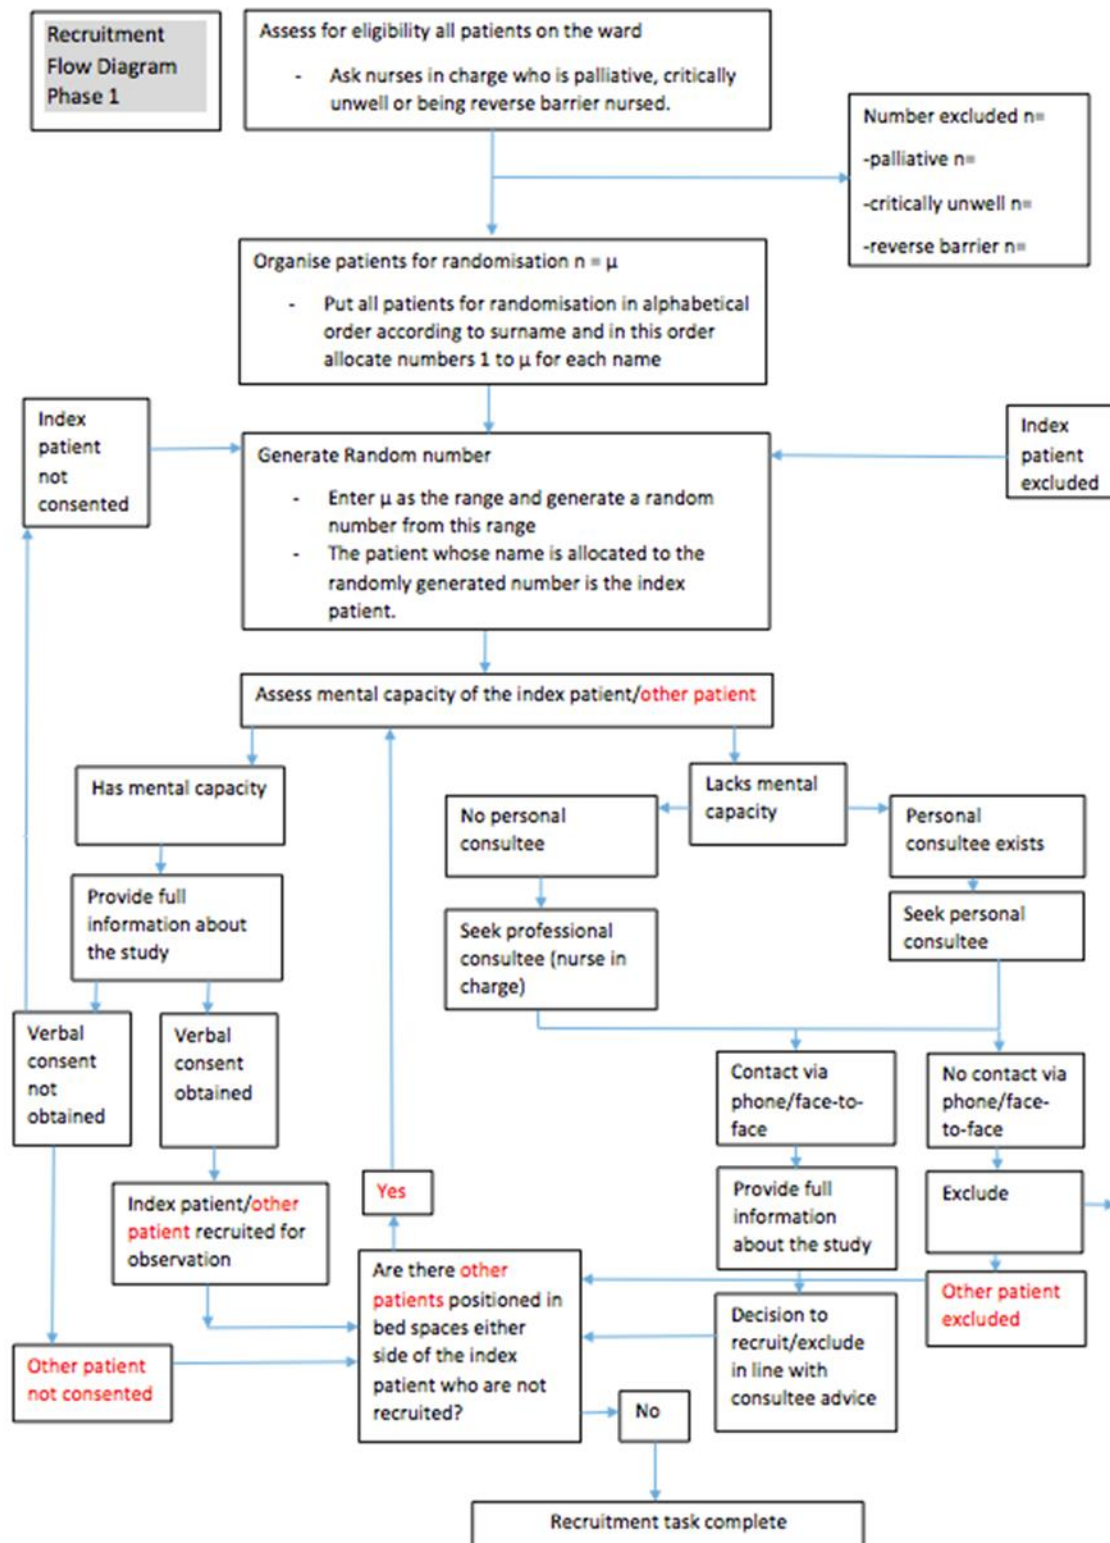 Recruitment
Flow Diagram
Phase 1
Assess for eligibility all patients on the ward
- Ask nurses in charge who is palliative, critically
unwell or being reverse barrier nursed.
Number excluded n=
-palliative n=
-critically unwell n=
-reverse barrier n=
Organise patients for randomisation n = μ
- Put all patients for randomisation in alphabetical
order according to surname and in this order
allocate numbers 1 to μ for each name
Index
patient
not
consented
Generate Random number
- Enter μ as the range and generate a random
number from this range
- The patient whose name is allocated to the
randomly generated number is the index
patient.
Index
patient
excluded
Assess mental capacity of the index patient/other patient
Has mental capacity
Lacks mental
capacity
No personal
consultee
Personal
consultee exists
Provide full
information about
the study
Seek professional
consultee (nurse in
charge)
Seek personal
consultee
Verbal
consent
not
obtained
Verbal
consent
obtained
Contact via
phone/face-to-
face
No contact via
phone/face-
to-face
Index patient/other
patient recruited for
observation
Yes
Provide full
information
about the study
Exclude
Are there other
patients positioned in
bed spaces either
side of the index
patient who are not
recruited?
Other patient
excluded
Decision to
recruit/exclude
in line with
consultee advice
Other patient
not consented
No
Recruitment task complete